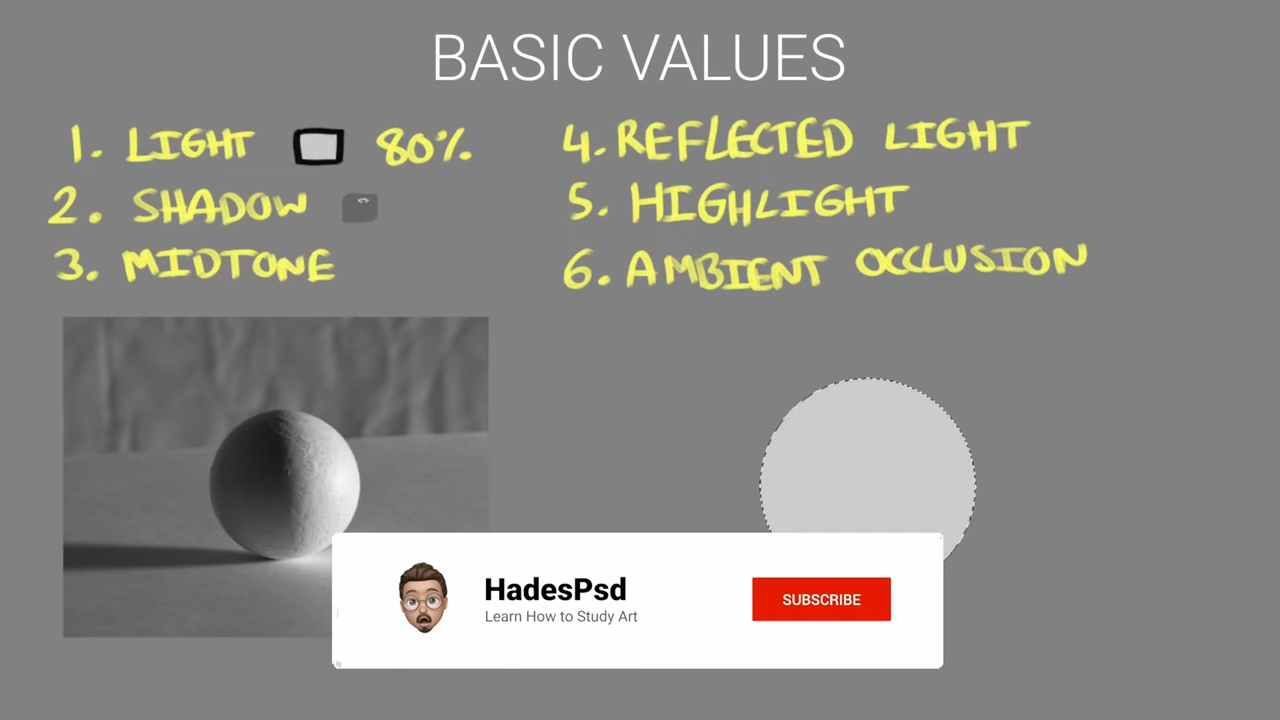 BASIC VALUES
1. LIGHT 80%
2. SHADOW
3. MIDTONE
4. REFLECTED LIGHT
5. HIGHLIGHT
6. AMBIENT OCCLUSION
HadesPsd
Learn How to Study Art
SUBSCRIBE